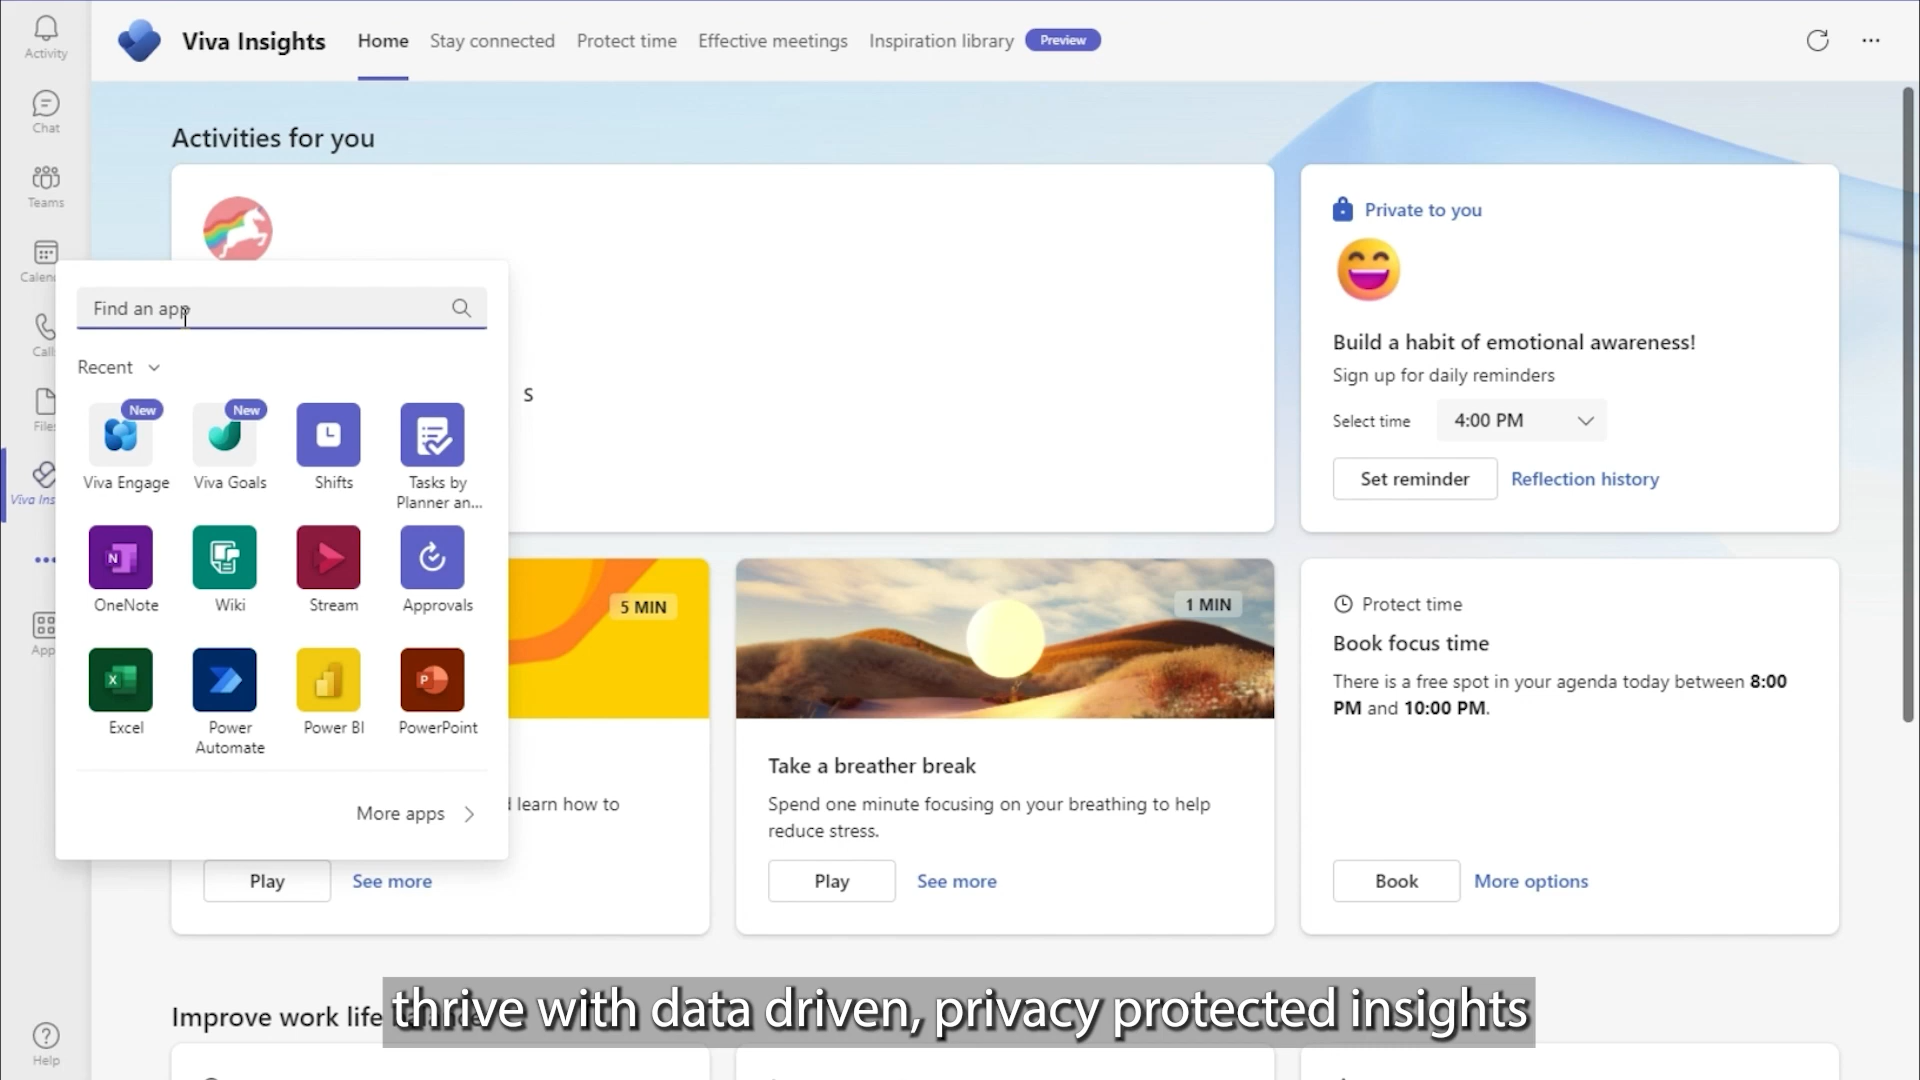 Activity
Chat
Teams
Calen
Call
Files
Viva Ins
App
Help
Viva Insights
Home
Stay connected
Protect time
Effective meetings
Inspiration library
Preview
Activities for you
Find an app
Recent
New
Viva Engage
New
Viva Goals
Shifts
Tasks by
Planner an...
OneNote
Wiki
Stream
Approvals
Excel
Power
Automate
Power BI
PowerPoint
More apps
s
Private to you
Build a habit of emotional awareness!
Sign up for daily reminders
Select time
4:00 PM
Set reminder
Reflection history
5 MIN
learn how to
Play
See more
1 MIN
Take a breather break
Spend one minute focusing on your breathing to help
reduce stress.
Play
See more
Protect time
Book focus time
There is a free spot in your agenda today between 8:00
PM and 10:00 PM.
Book
More options
Improve work life
thrive with data driven, privacy protected insights